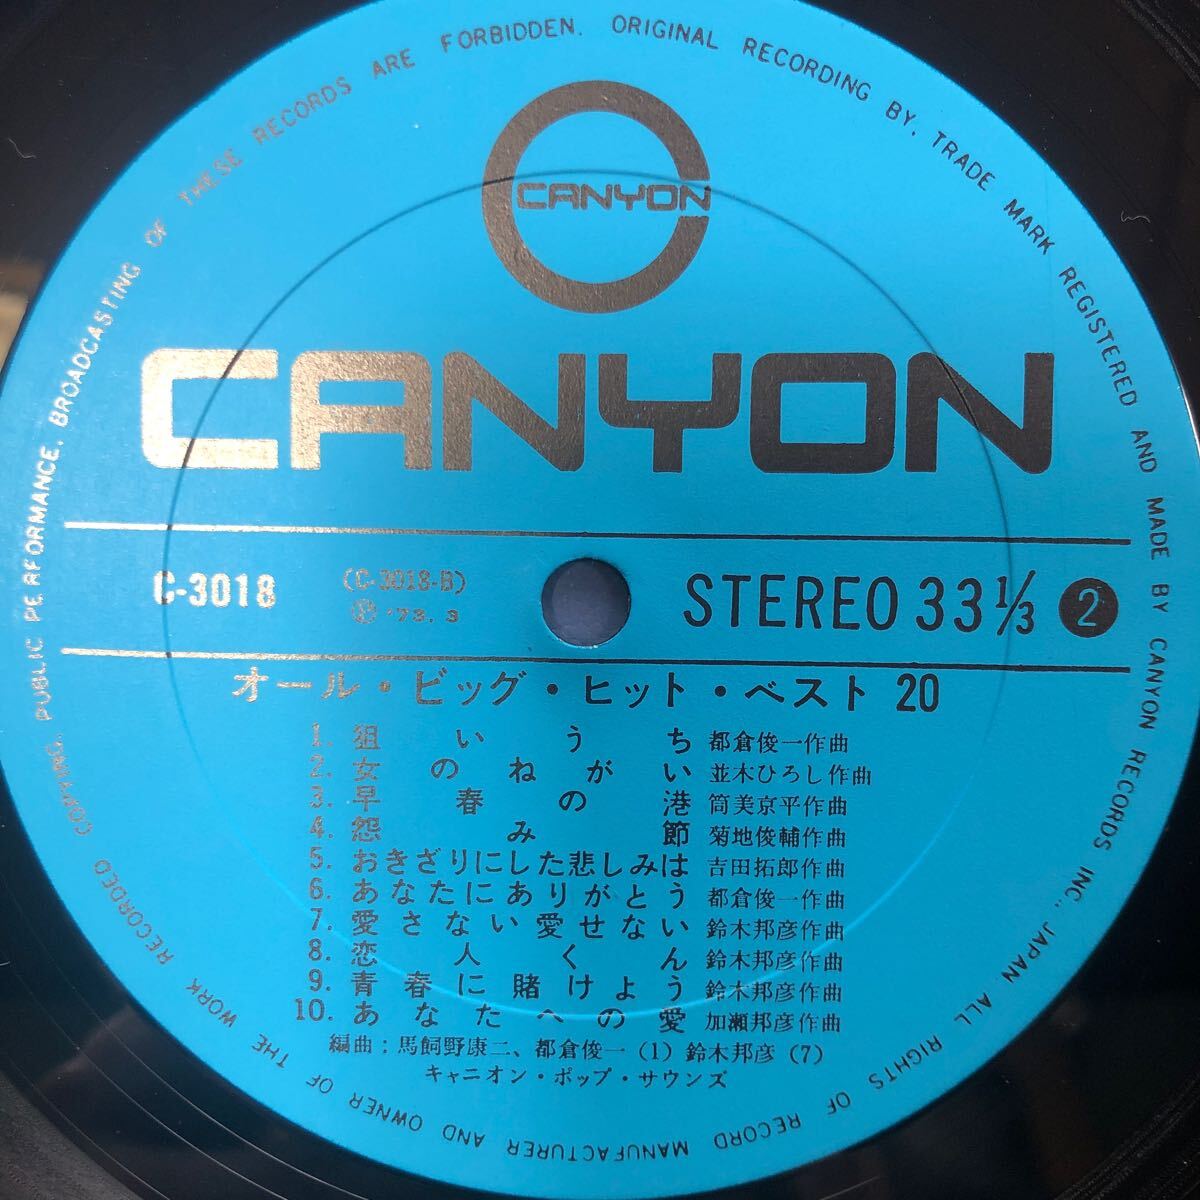 COPYING, PUBLIC PERFORMANCE, BROADCASTING OF THESE RECORDS ARE FORBIDDEN. ORIGINAL RECORDING BY, TRADE MARK REGISTERED AND MADE BY CANYON RECORDS INC., JAPAN ALL RIGHTS OF RECORD MANUFACTURER AND OWNER OF THE WORK RECORDED
CANYON
CANYON
C-3018 (C-3018-B) STEREO 33⅓ 2
Ⓟ '73. 3
オール・ビッグ・ヒット・ベスト 20
1. 狙いうち 都倉俊一作曲
2. 女のねがい 並木ひろし作曲
3. 早春の港 筒美京平作曲
4. 怨み節 菊地俊輔作曲
5. おきざりにした悲しみは 吉田拓郎作曲
6. あなたにありがとう 都倉俊一作曲
7. 愛さない愛せない 鈴木邦彦作曲
8. 恋人くん 鈴木邦彦作曲
9. 青春に賭けよう 鈴木邦彦作曲
10. あなたへの愛 加瀬邦彦作曲
編曲：馬飼野康二、都倉俊一（1）鈴木邦彦（7）
キャニオン・ポップ・サウンズ